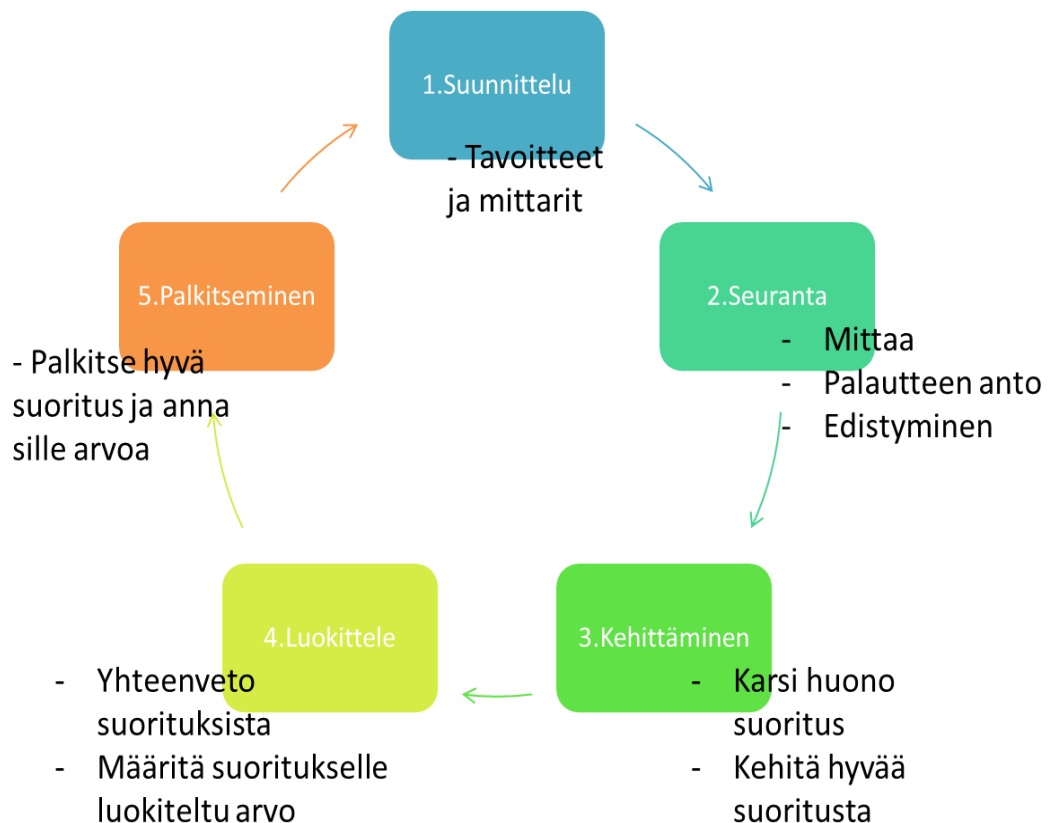 1.Suunnittelu
- Tavoitteet
ja mittarit
2.Seuranta
- Mittaa
- Palautteen anto
- Edistyminen
3.Kehittäminen
- Karsi huono
suoritus
- Kehitä hyvää
suoritusta
4.Luokittele
- Yhteenveto
suorituksista
- Määritä suoritukselle
luokiteltu arvo
5.Palkitseminen
- Palkitse hyvä
suoritus ja anna
sille arvoa